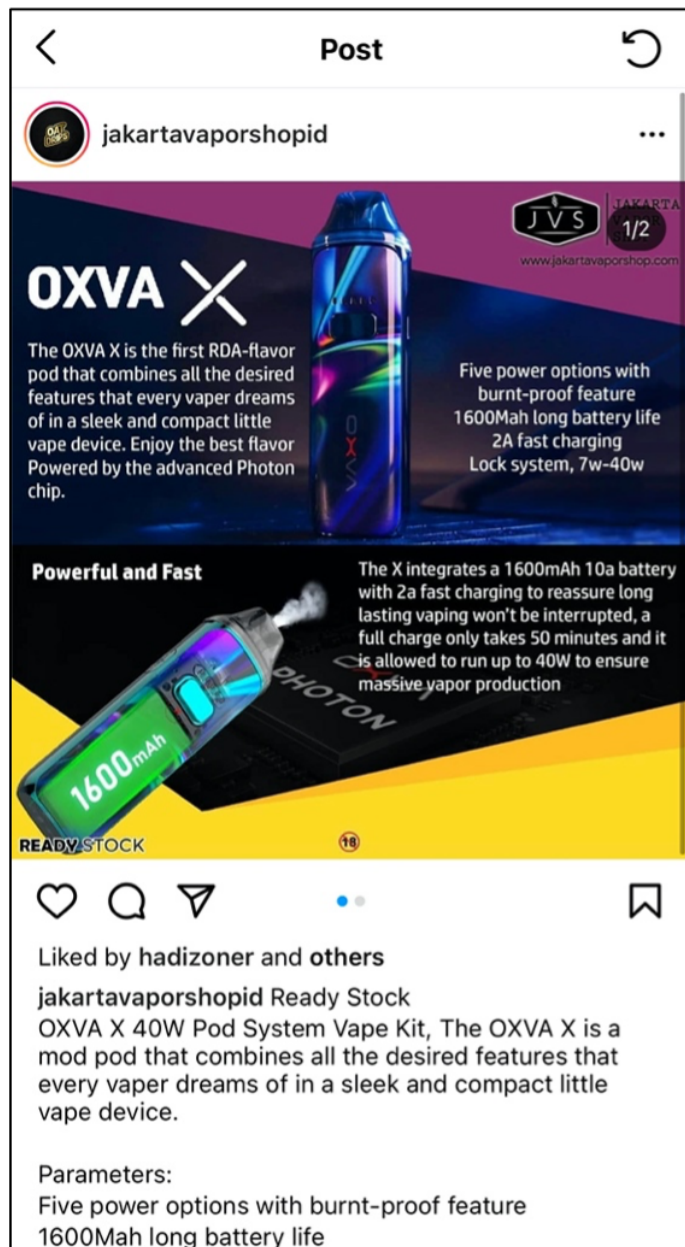 Post
jakartavaporshopid
JVS
JAKARTA
1/2
www.jakartavaporshop.com
OXVA X
The OXVA X is the first RDA-flavor
pod that combines all the desired
features that every vaper dreams
of in a sleek and compact little
vape device. Enjoy the best flavor
Powered by the advanced Photon
chip.
OXVA
Five power options with
burnt-proof feature
1600Mah long battery life
2A fast charging
Lock system, 7w-40w
Powerful and Fast
The X integrates a 1600mAh 10a battery
with 2a fast charging to reassure long
lasting vaping won't be interrupted, a
full charge only takes 50 minutes and it
is allowed to run up to 40W to ensure
massive vapor production
PHOTON
1600mAh
READY STOCK
18
Liked by hadizoner and others
jakartavaporshopid Ready Stock
OXVA X 40W Pod System Vape Kit, The OXVA X is a
mod pod that combines all the desired features that
every vaper dreams of in a sleek and compact little
vape device.
Parameters:
Five power options with burnt-proof feature
1600Mah long battery life